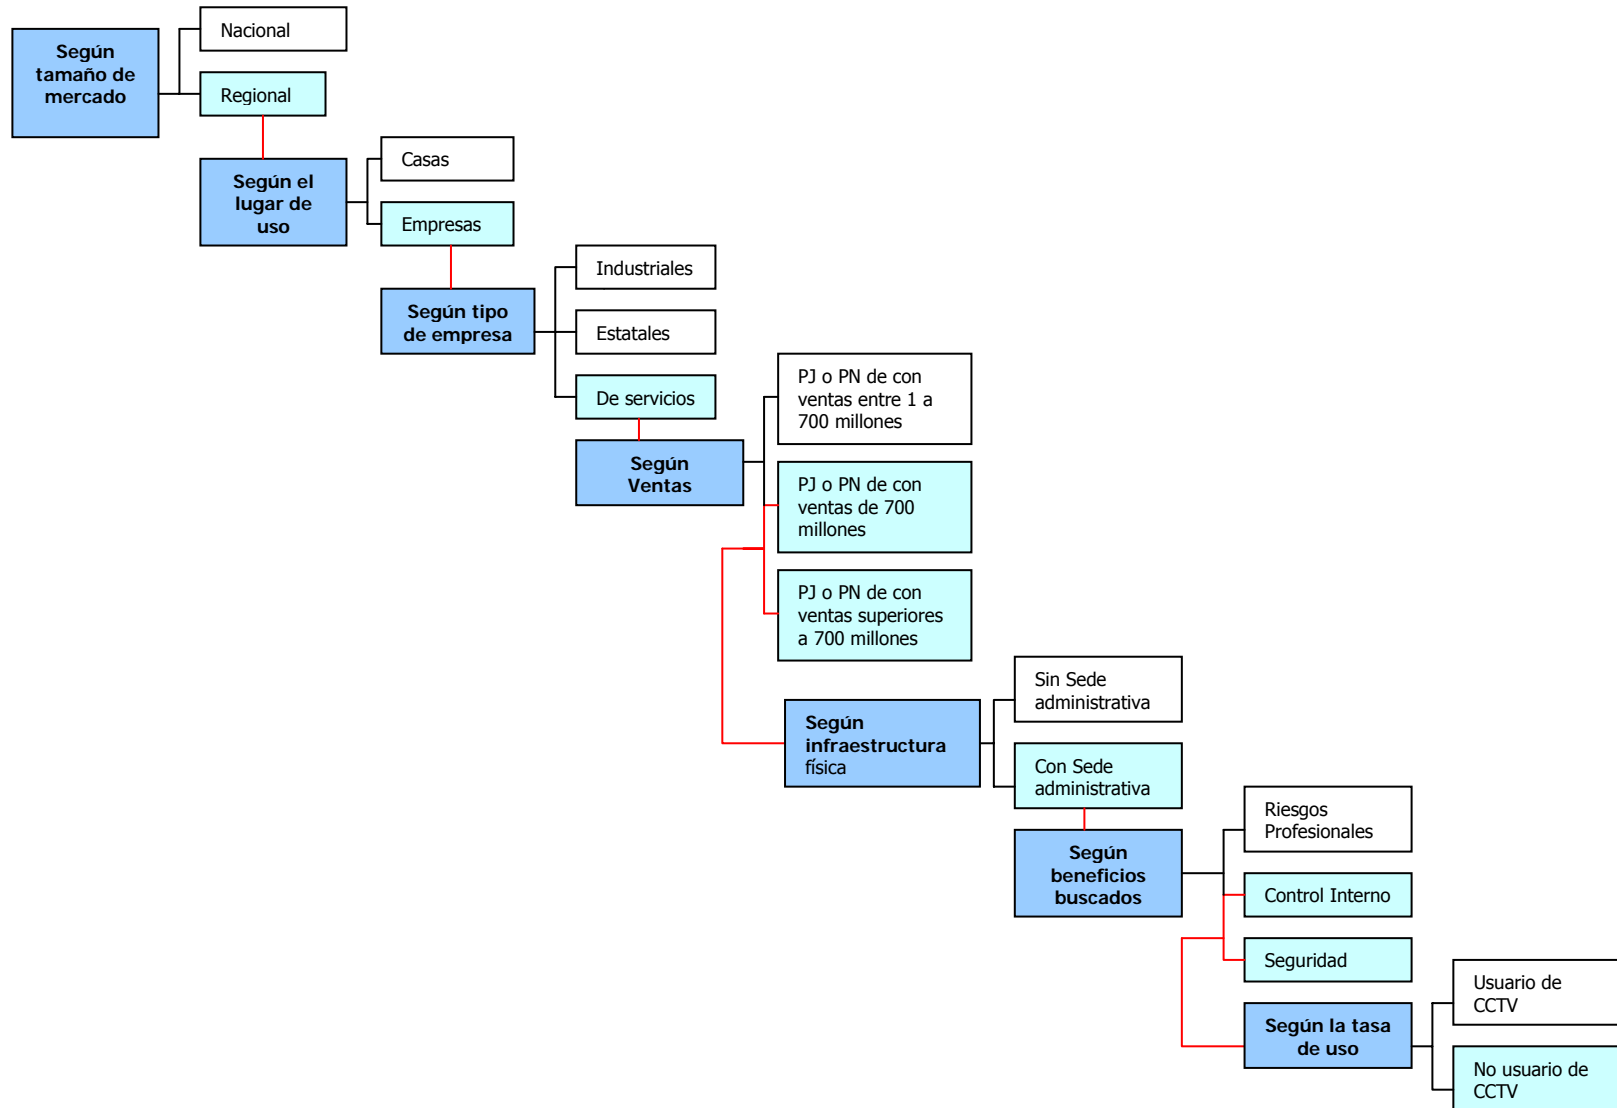 Nacional
Según
tamaño de
mercado
Regional
Casas
Según el
lugar de
uso
Empresas
Industriales
Según tipo
de empresa
Estatales
De servicios
PJ o PN de con
ventas entre 1 a
700 millones
Según
Ventas
PJ o PN de con
ventas de 700
millones
PJ o PN de con
ventas superiores
a 700 millones
Sin Sede
administrativa
Según
infraestructura
física
Con Sede
administrativa
Riesgos
Profesionales
Según
beneficios
buscados
Control Interno
Seguridad
Usuario de
CCTV
Según la tasa
de uso
No usuario de
CCTV